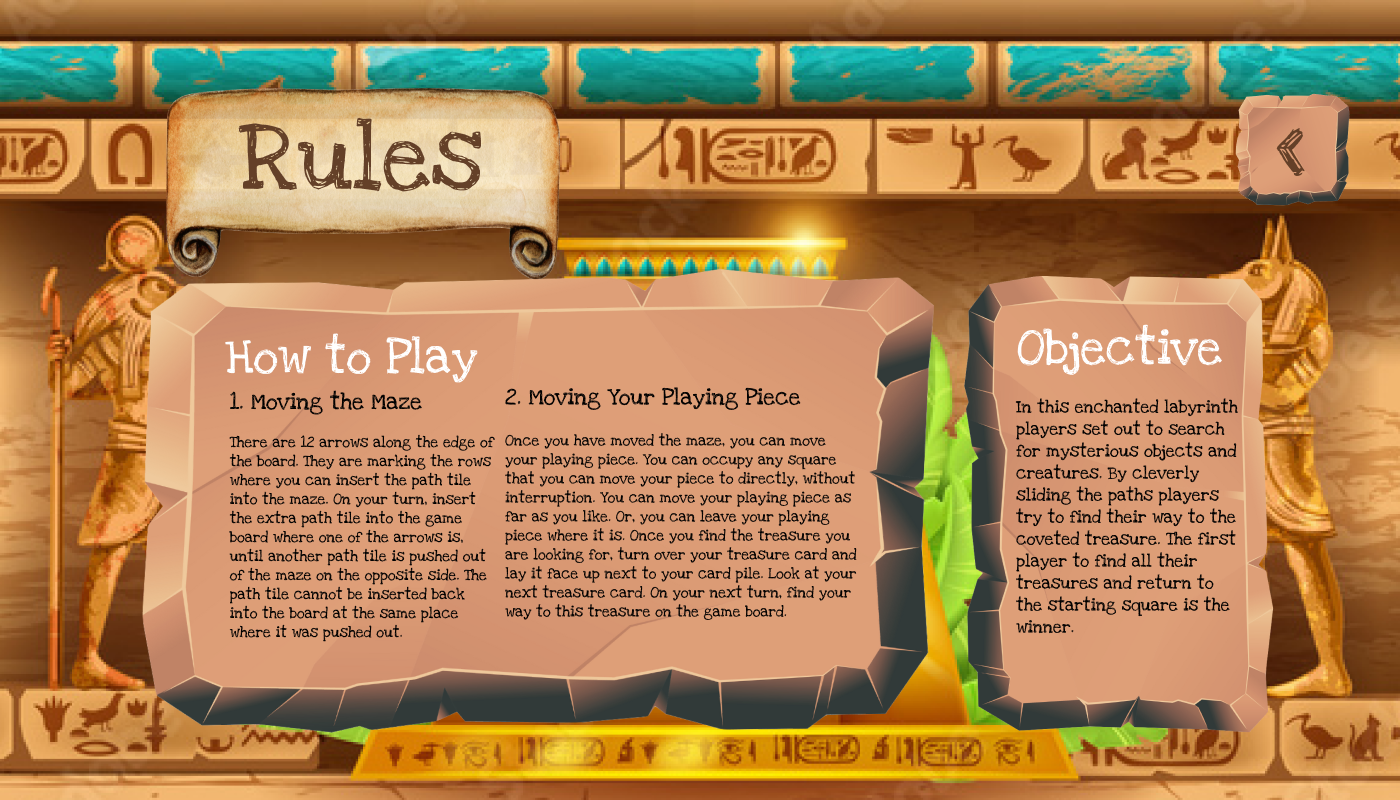 Rules
How to Play
1. Moving the Maze
There are 12 arrows along the edge of
the board. They are marking the rows
where you can insert the path tile
into the maze. On your turn, insert
the extra path tile into the game
board where one of the arrows is,
until another path tile is pushed out
of the maze on the opposite side. The
path tile cannot be inserted back
into the board at the same place
where it was pushed out.
2. Moving Your Playing Piece
Once you have moved the maze, you can move
your playing piece. You can occupy any square
that you can move your piece to directly, without
interruption. You can move your playing piece as
far as you like. Or, you can leave your playing
piece where it is. Once you find the treasure you
are looking for, turn over your treasure card and
lay it face up next to your card pile. Look at your
next treasure card. On your next turn, find your
way to this treasure on the game board.
Objective
In this enchanted labyrinth
players set out to search
for mysterious objects and
creatures. By cleverly
sliding the paths players
try to find their way to the
coveted treasure. The first
player to find all their
treasures and return to
the starting square is the
winner.